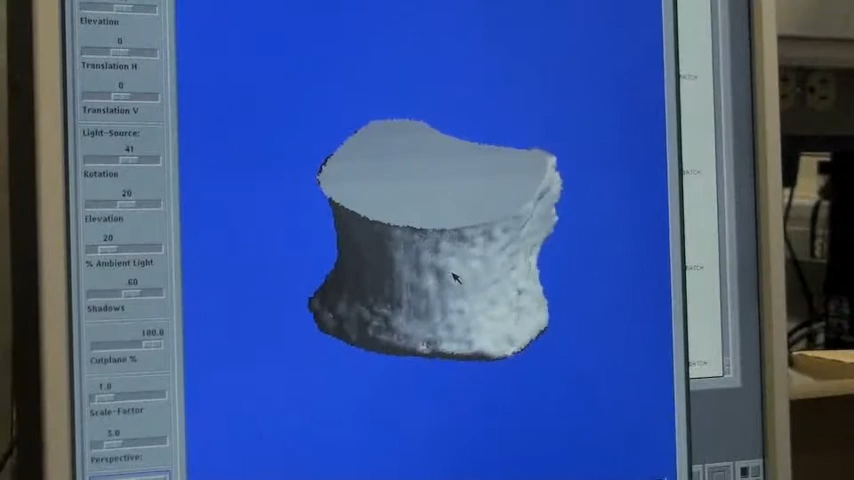 41
Elevation
0
Translation H
0
Translation V
Light-Source:
41
Rotation
20
Elevation
20
% Ambient Light
60
Shadows
100.0
Cutplane %
1.0
Scale-Factor
5.0
Perspective: